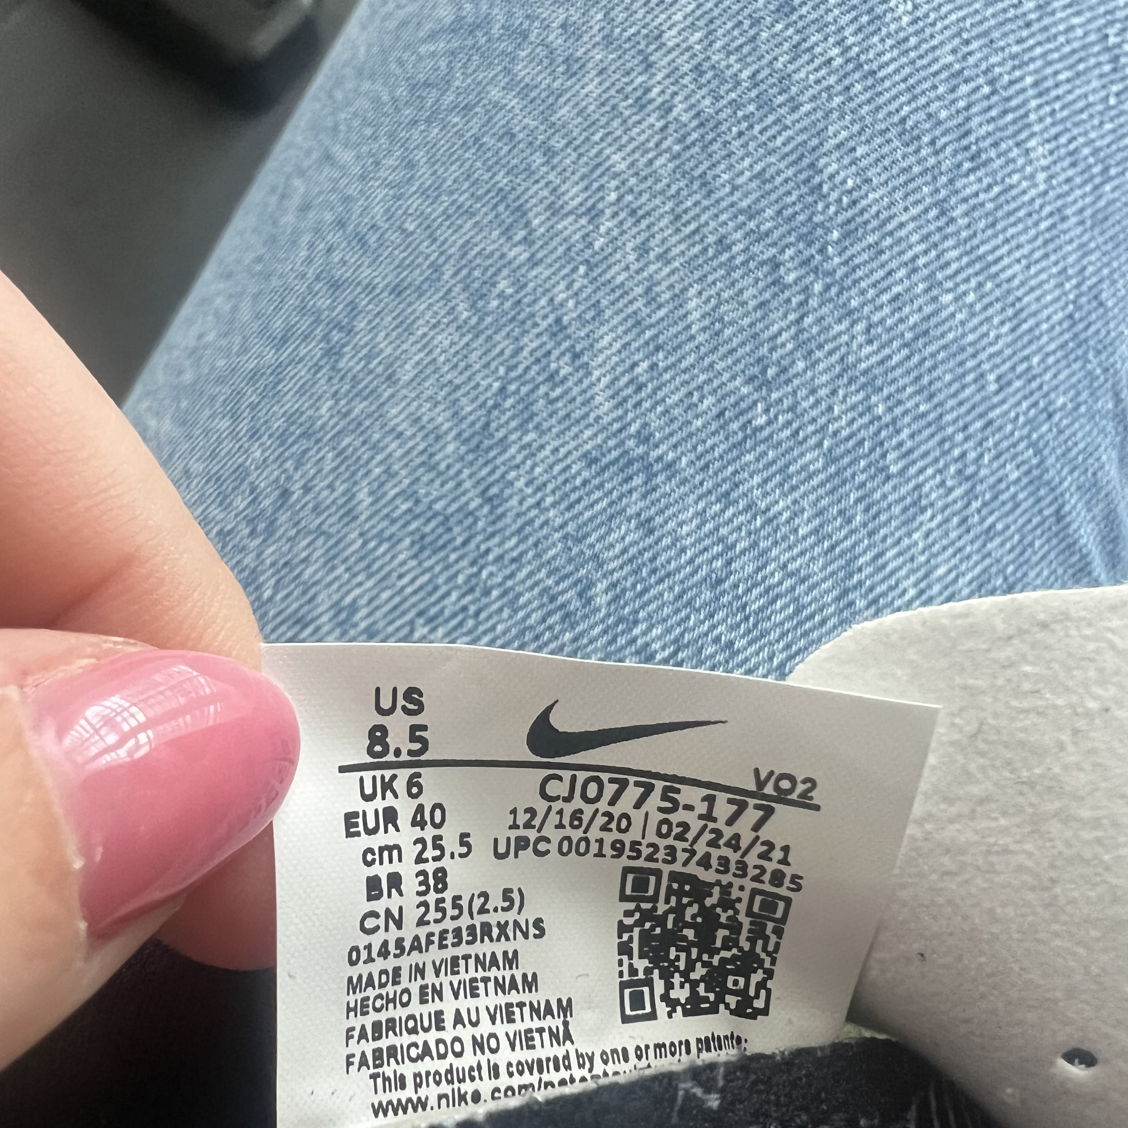 US
8.5
VO2
UK 6
CJ0775-177
EUR 40
12/16/20 | 02/24/21
cm 25.5
UPC 00195237433285
BR 38
CN 255(2.5)
0145AFE33RXNS
MADE IN VIETNAM
HECHO EN VIETNAM
FABRIQUE AU VIETNAM
FABRICADO NO VIETNÃ
This product is covered by one or more patents:
www.nike.com/patents